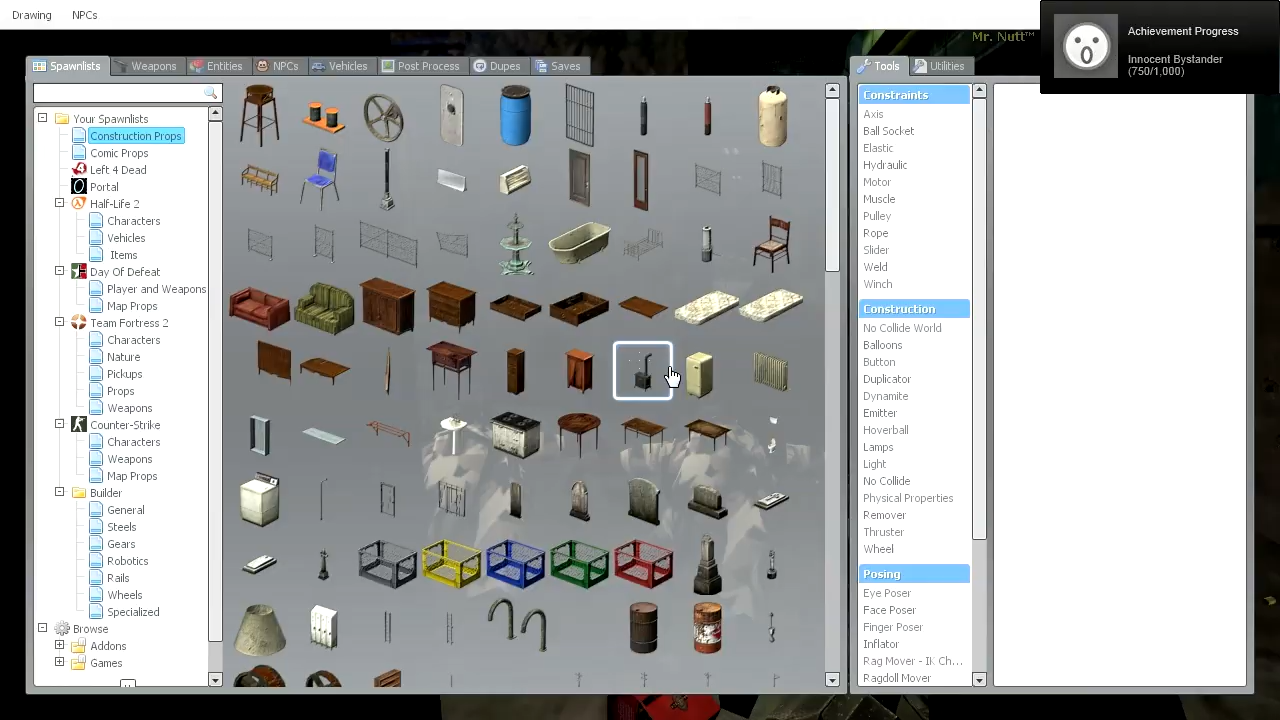 Drawing NPCs
Mr. Nutt™
Achievement Progress
Innocent Bystander
(750/1,000)
Spawnlists Weapons Entities NPCs Vehicles Post Process Dupes Saves
Your Spawnlists
Construction Props
Comic Props
Left 4 Dead
Portal
Half-Life 2
Characters
Vehicles
Items
Day Of Defeat
Player and Weapons
Map Props
Team Fortress 2
Characters
Nature
Pickups
Props
Weapons
Counter-Strike
Characters
Weapons
Map Props
Builder
General
Steels
Gears
Robotics
Rails
Wheels
Specialized
Browse
Addons
Games
Tools Utilities
Constraints
Axis
Ball Socket
Elastic
Hydraulic
Motor
Muscle
Pulley
Rope
Slider
Weld
Winch
Construction
No Collide World
Balloons
Button
Duplicator
Dynamite
Emitter
Hoverball
Lamps
Light
No Collide
Physical Properties
Remover
Thruster
Wheel
Posing
Eye Poser
Face Poser
Finger Poser
Inflator
Rag Mover - IK Ch...
Ragdoll Mover